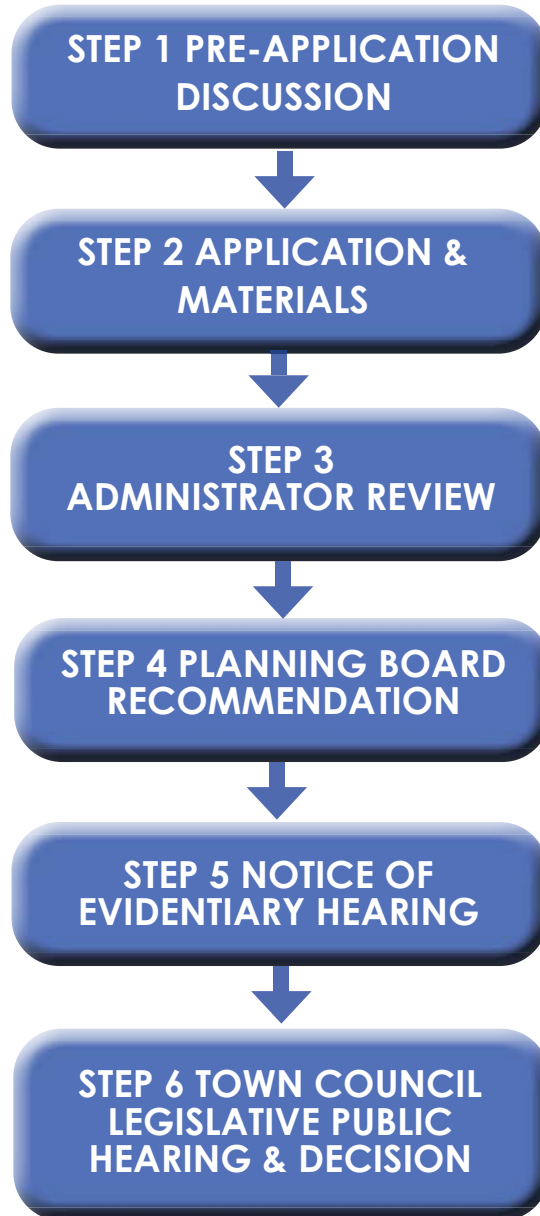 STEP 1 PRE-APPLICATION
DISCUSSION
STEP 2 APPLICATION &
MATERIALS
STEP 3
ADMINISTRATOR REVIEW
STEP 4 PLANNING BOARD
RECOMMENDATION
STEP 5 NOTICE OF
EVIDENTIARY HEARING
STEP 6 TOWN COUNCIL
LEGISLATIVE PUBLIC
HEARING & DECISION